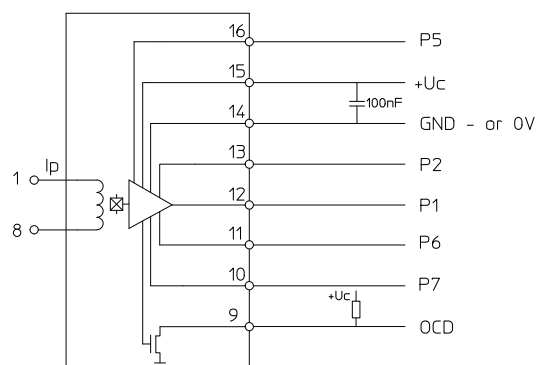 16 P5
15 +Uc
100nF
14 GND - or 0V
Ip
13 P2
1
12 P1
8
11 P6
10 P7
+Uc
9 OCD